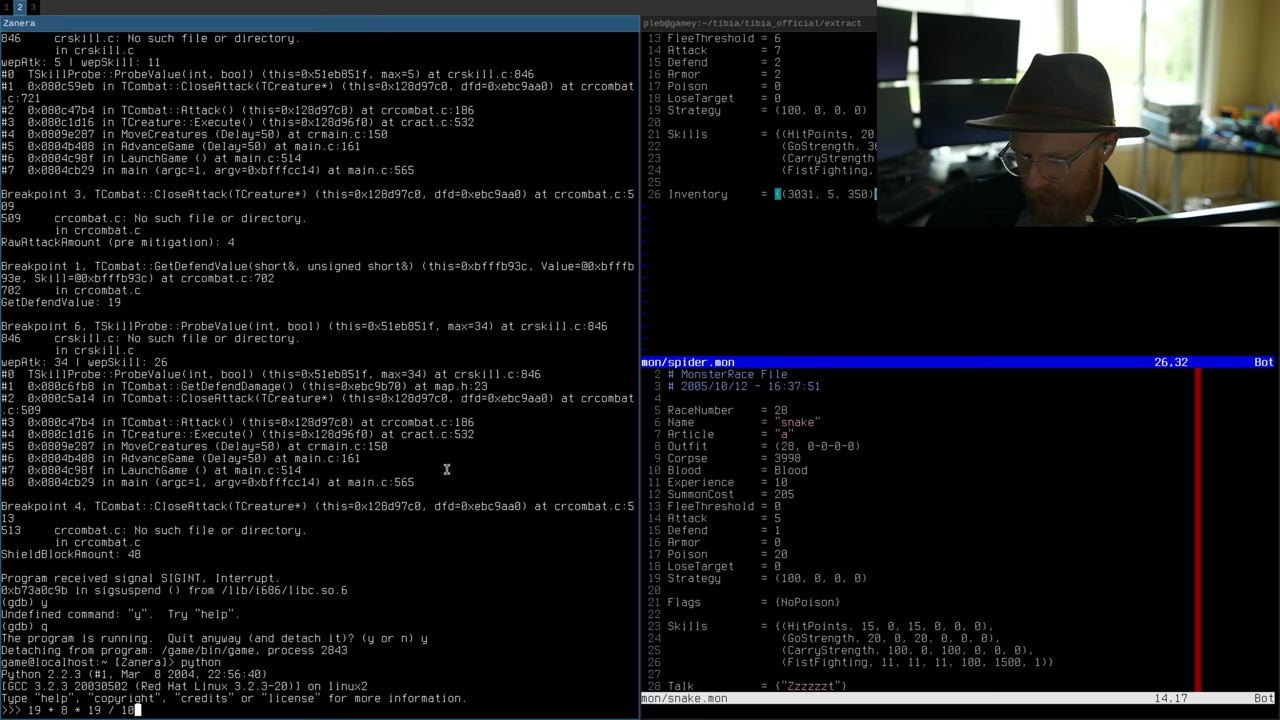 1 2 3
Zanera
846     crskill.c: No such file or directory.
        in crskill.c
wepAtk: 5 | wepSkill: 11
#0  TSkillProbe::ProbeValue(int, bool) (this=0x51eb851f, max=5) at crskill.c:846
#1  0x080c59eb in TCombat::CloseAttack(TCreature*) (this=0x128d97c0, dfd=0xebc9aa0) at crcombat
.c:721
#2  0x080c47b4 in TCombat::Attack() (this=0x128d97c0) at crcombat.c:186
#3  0x080c1d16 in TCreature::Execute() (this=0x128d96f0) at cract.c:532
#4  0x0809e287 in MoveCreatures (Delay=50) at crmain.c:150
#5  0x0804b408 in AdvanceGame (Delay=50) at main.c:161
#6  0x0804c98f in LaunchGame () at main.c:514
#7  0x0804cb29 in main (argc=1, argv=0xbffffc14) at main.c:565
Breakpoint 3, TCombat::CloseAttack(TCreature*) (this=0x128d97c0, dfd=0xebc9aa0) at crcombat.c:5
09
509     crcombat.c: No such file or directory.
        in crcombat.c
RawAttackAmount (pre mitigation): 4
Breakpoint 1, TCombat::GetDefendValue(short&, unsigned short&) (this=0xbfffb93c, Value=@0xbfffb
93e, Skill=@0xbfffb93c) at crcombat.c:702
702     in crcombat.c
GetDefendValue: 19
Breakpoint 6, TSkillProbe::ProbeValue(int, bool) (this=0x51eb851f, max=34) at crskill.c:846
846     crskill.c: No such file or directory.
        in crskill.c
wepAtk: 34 | wepSkill: 26
#0  TSkillProbe::ProbeValue(int, bool) (this=0x51eb851f, max=34) at crskill.c:846
#1  0x080c6fb8 in TCombat::GetDefendDamage() (this=0xebc9b70) at map.h:23
#2  0x080c5a14 in TCombat::CloseAttack(TCreature*) (this=0x128d97c0, dfd=0xebc9aa0) at crcombat
.c:509
#3  0x080c47b4 in TCombat::Attack() (this=0x128d97c0) at crcombat.c:186
#4  0x080c1d16 in TCreature::Execute() (this=0x128d96f0) at cract.c:532
#5  0x0809e287 in MoveCreatures (Delay=50) at crmain.c:150
#6  0x0804b408 in AdvanceGame (Delay=50) at main.c:161
#7  0x0804c98f in LaunchGame () at main.c:514
#8  0x0804cb29 in main (argc=1, argv=0xbffffc14) at main.c:565
Breakpoint 4, TCombat::CloseAttack(TCreature*) (this=0x128d97c0, dfd=0xebc9aa0) at crcombat.c:5
13
513     crcombat.c: No such file or directory.
        in crcombat.c
ShieldBlockAmount: 48
Program received signal SIGINT, Interrupt.
0xb73a0c9b in sigsuspend () from /lib/i686/libc.so.6
(gdb) y
Undefined command: "y".  Try "help".
(gdb) q
The program is running.  Quit anyway (and detach it)? (y or n) y
Detaching from program: /game/bin/game, process 2843
game@localhost:~ [Zanera]> python
Python 2.2.3 (#1, Mar  8 2004, 22:56:40)
[GCC 3.2.3 20030502 (Red Hat Linux 3.2.3-20)] on linux2
Type "help", "copyright", "credits" or "license" for more information.
>>> 19 + 8 * 19 / 10
pleb@gamey:~/tibia/tibia_official/extract
13 FleeThreshold = 6
14 Attack        = 7
15 Defend        = 2
16 Armor         = 2
17 Poison        = 0
18 LoseTarget    = 0
19 Strategy      = (100, 0, 0, 0)
20
21 Skills        = {(HitPoints, 20,
22                  (GoStrength, 36
23                  (CarryStrength
24                  (FistFighting,
25
26 Inventory     = {(3031, 5, 350)
~
~
~
~
~
~
~
~
~
~
~
~
mon/spider.mon 26,32 Bot
2 # MonsterRace File
3 # 2005/10/12 - 16:37:51
4
5 RaceNumber    = 28
6 Name          = "snake"
7 Article       = "a"
8 Outfit        = (28, 0-0-0-0)
9 Corpse        = 3998
10 Blood         = Blood
11 Experience    = 10
12 SummonCost    = 205
13 FleeThreshold = 0
14 Attack        = 5
15 Defend        = 1
16 Armor         = 0
17 Poison        = 20
18 LoseTarget    = 0
19 Strategy      = (100, 0, 0, 0)
20
21 Flags         = {NoPoison}
22
23 Skills        = {(HitPoints, 15, 0, 15, 0, 0, 0),
24                  (GoStrength, 20, 0, 20, 0, 0, 0),
25                  (CarryStrength, 100, 0, 100, 0, 0, 0),
26                  (FistFighting, 11, 11, 11, 100, 1500, 1)}
27
28 Talk          = {"Zzzzzzt"}
mon/snake.mon 14,17 Bot